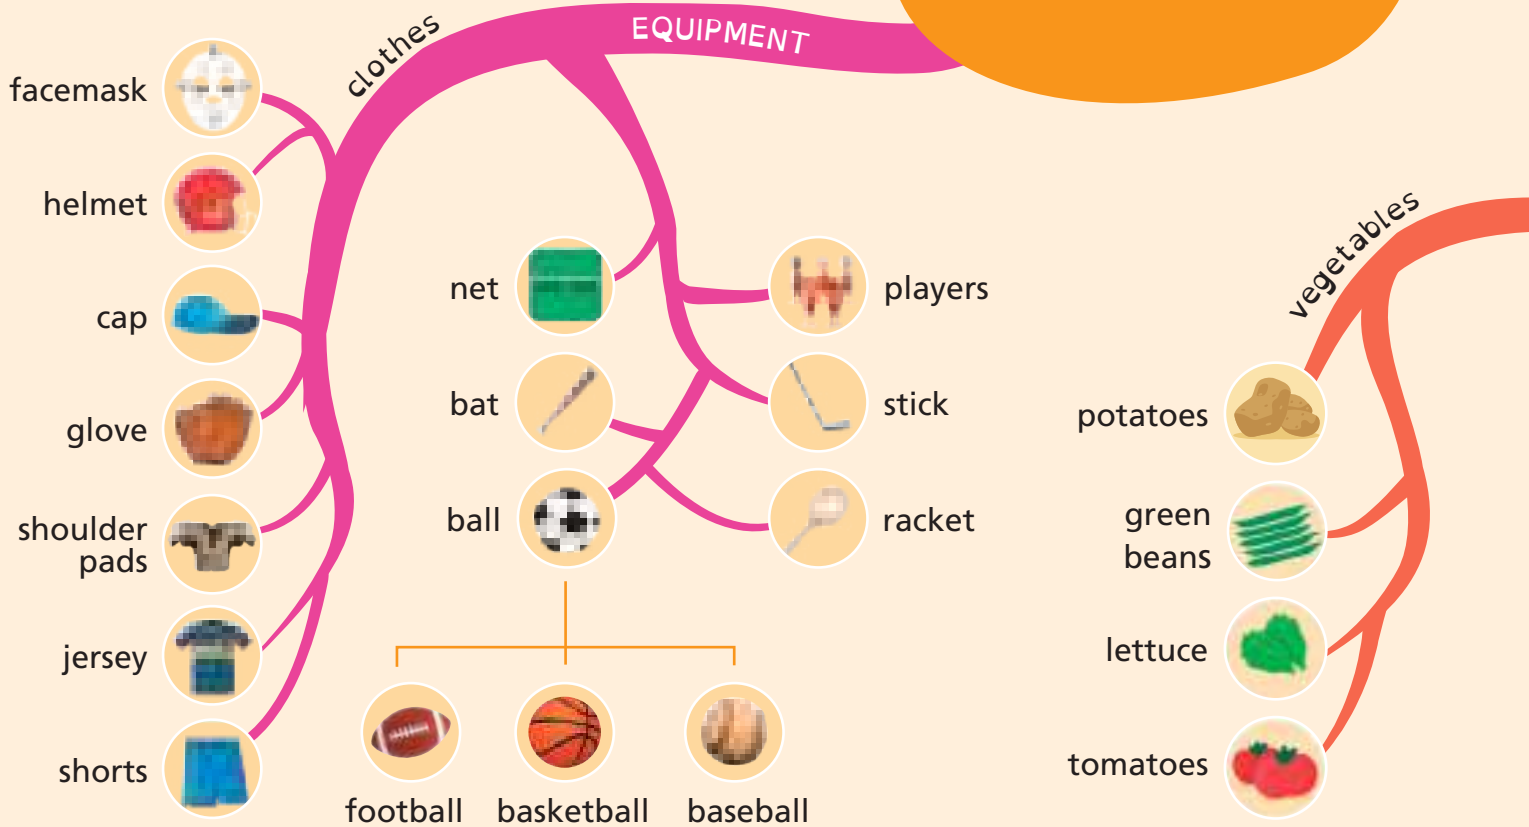 EQUIPMENT
clothes
facemask
helmet
cap
glove
shoulder
pads
jersey
shorts
net
bat
ball
players
stick
racket
football
basketball
baseball
vegetables
potatoes
green
beans
lettuce
tomatoes